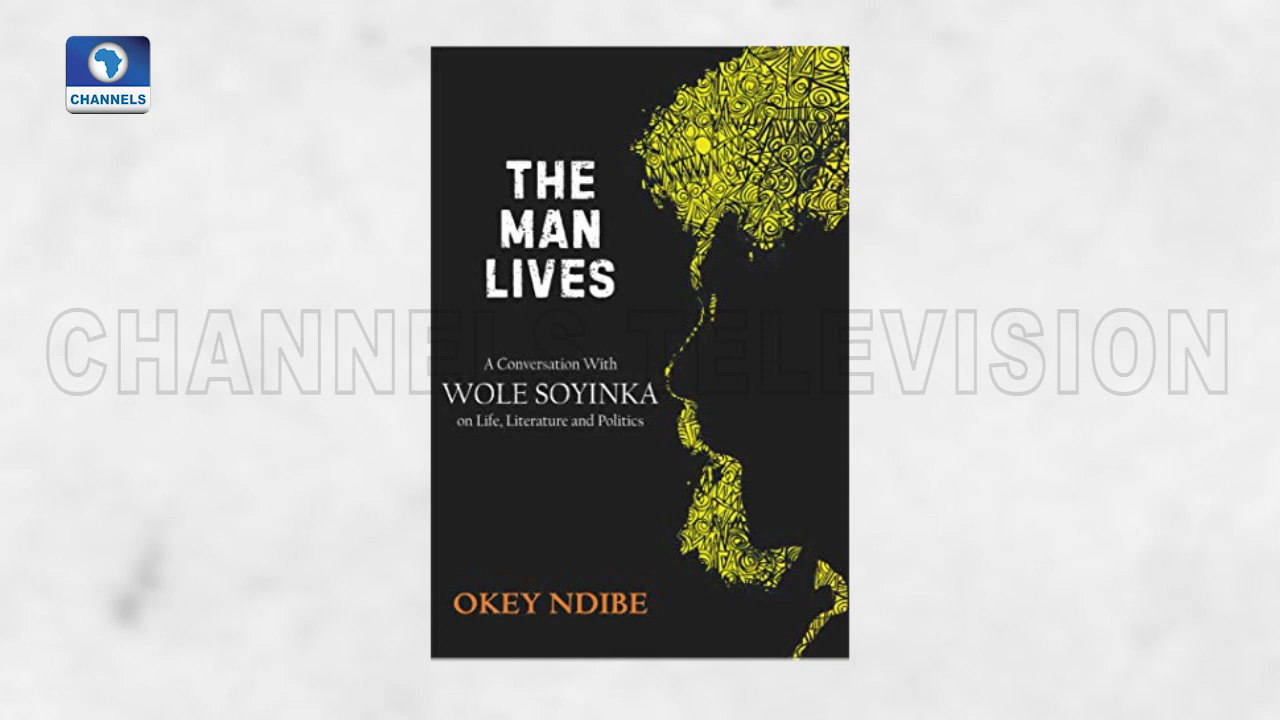 CHANNELS
THE
MAN
LIVES
CHANNELS TELEVISION
A Conversation With
WOLE SOYINKA
on Life, Literature and Politics
OKEY NDIBE